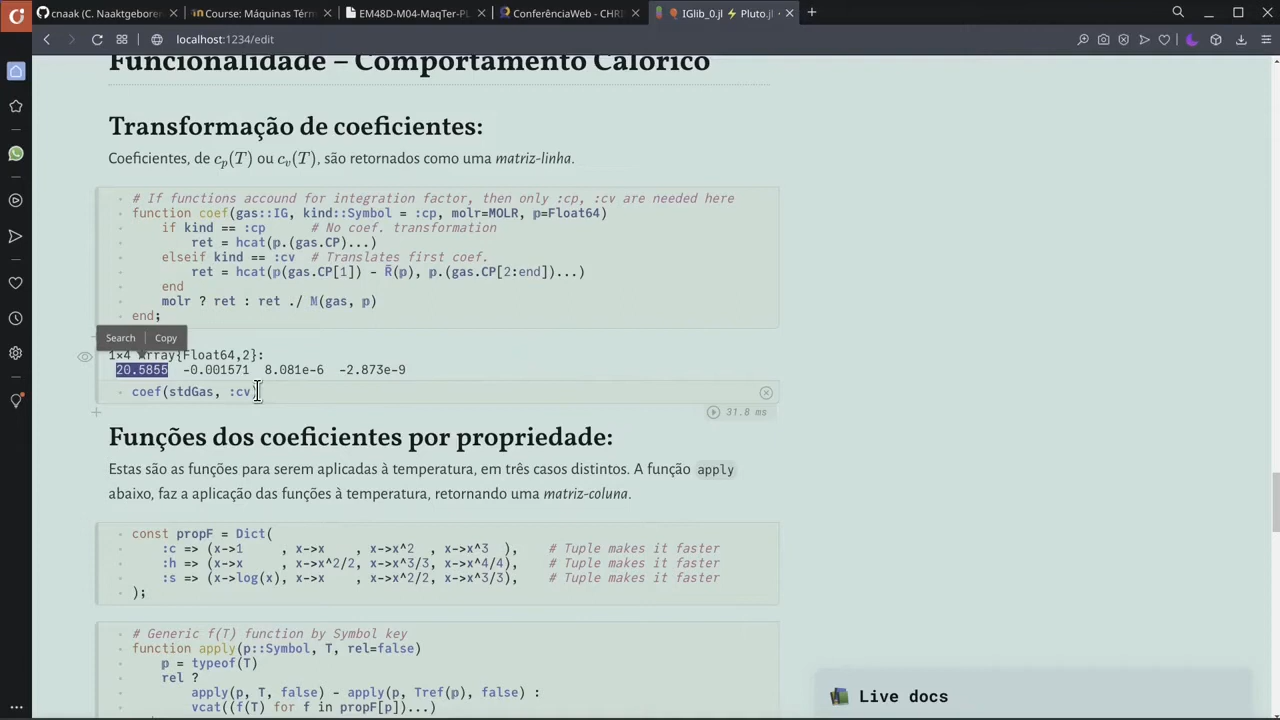 cnaak (C. Naaktgeboren
Course: Máquinas Térm
EM48D-M04-MaqTer-PL
ConferênciaWeb - CHRN
IGlib_0.jl ⚡ Pluto.jl
localhost:1234/edit
Funcionalidade – Comportamento Calórico
Transformação de coeficientes:
Coeficientes, de cp(T) ou cv(T), são retornados como uma matriz-linha.
# If functions accound for integration factor, then only :cp, :cv are needed here
function coef(gas::IG, kind::Symbol = :cp, molr=MOLR, 𝕡=Float64)
if kind == :cp # No coef. transformation
ret = hcat(𝕡.(gas.CP)...)
elseif kind == :cv # Translates first coef.
ret = hcat(𝕡(gas.CP[1]) - R̄(𝕡), 𝕡.(gas.CP[2:end])...)
end
molr ? ret : ret ./ 𝕄(gas, 𝕡)
end;
Search Copy
1×4 Array{Float64,2}:
20.5855 -0.001571 8.081e-6 -2.873e-9
coef(stdGas, :cv)
31.8 ms
Funções dos coeficientes por propriedade:
Estas são as funções para serem aplicadas à temperatura, em três casos distintos. A função apply
abaixo, faz a aplicação das funções à temperatura, retornando uma matriz-coluna.
const propF = Dict(
:c => (x->1 , x->x , x->x^2 , x->x^3 ), # Tuple makes it faster
:h => (x->x , x->x^2/2, x->x^3/3, x->x^4/4), # Tuple makes it faster
:s => (x->log(x), x->x , x->x^2/2, x->x^3/3), # Tuple makes it faster
);
# Generic f(T) function by Symbol key
function apply(p::Symbol, T, rel=false)
𝕡 = typeof(T)
rel ?
apply(p, T, false) - apply(p, Tref(𝕡), false) :
vcat((f(T) for f in propF[p])...)
Live docs